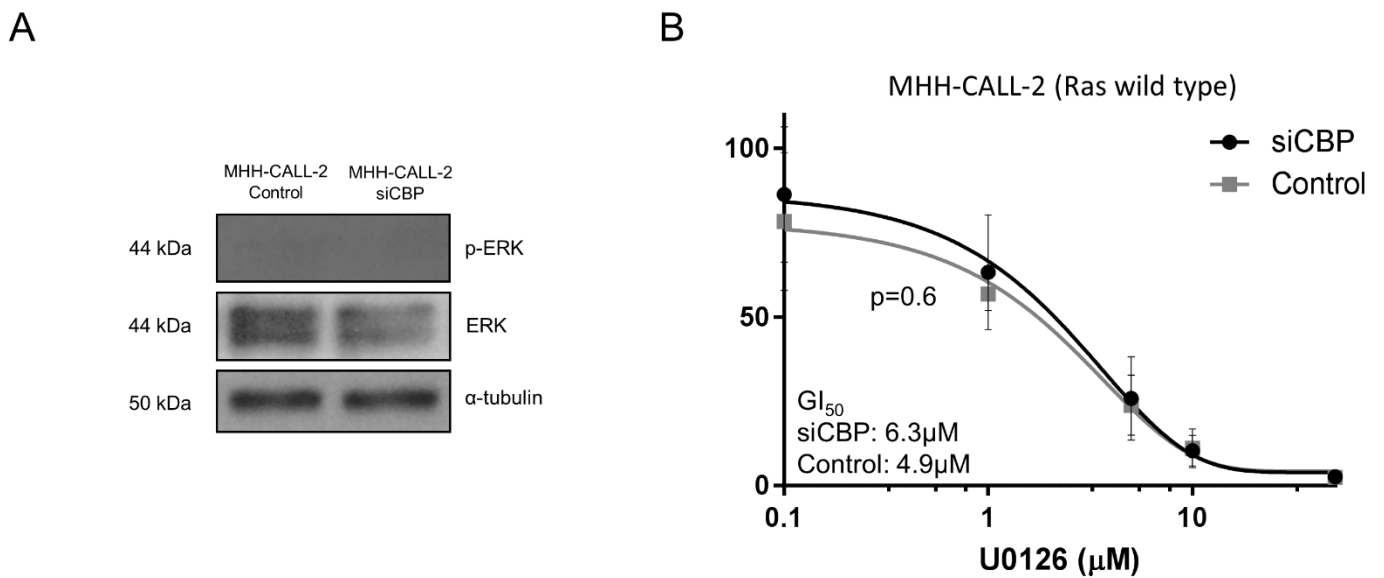 A
B
MHH-CALL-2
Control
MHH-CALL-2
siCBP
44 kDa
p-ERK
44 kDa
ERK
50 kDa
α-tubulin
MHH-CALL-2 (Ras wild type)
siCBP
Control
100
50
0
p=0.6
GI₅₀
siCBP: 6.3µM
Control: 4.9µM
0.1
1
10
U0126 (µM)